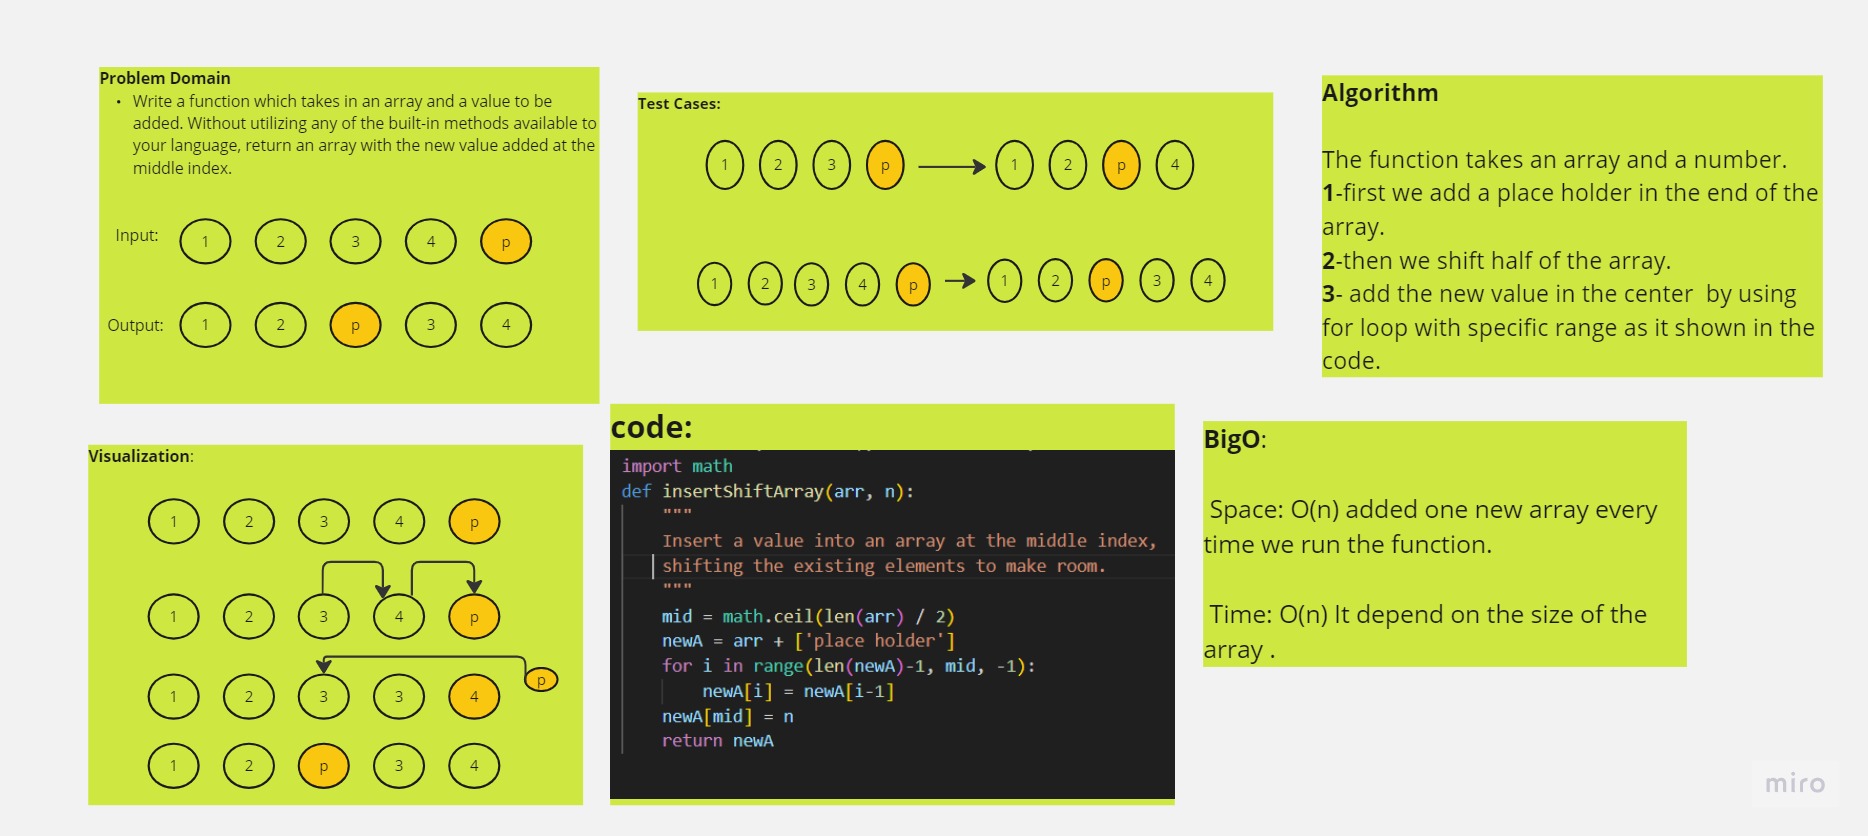 Problem Domain
• Write a function which takes in an array and a value to be
added. Without utilizing any of the built-in methods available to
your language, return an array with the new value added at the
middle index.
Input: 1 2 3 4 p
Output: 1 2 p 3 4
Test Cases:
1 2 3 p 1 2 p 4
1 2 3 4 p 1 2 p 3 4
Algorithm
The function takes an array and a number.
1-first we add a place holder in the end of the
array.
2-then we shift half of the array.
3- add the new value in the center by using
for loop with specific range as it shown in the
code.
Visualization:
1 2 3 4 p
1 2 3 4 p
1 2 3 3 4 p
1 2 p 3 4
code:
import math
def insertShiftArray(arr, n):
"""
Insert a value into an array at the middle index,
shifting the existing elements to make room.
"""
mid = math.ceil(len(arr) / 2)
newA = arr + ['place holder']
for i in range(len(newA)-1, mid, -1):
newA[i] = newA[i-1]
newA[mid] = n
return newA
BigO:
Space: O(n) added one new array every
time we run the function.
Time: O(n) It depend on the size of the
array .
miro